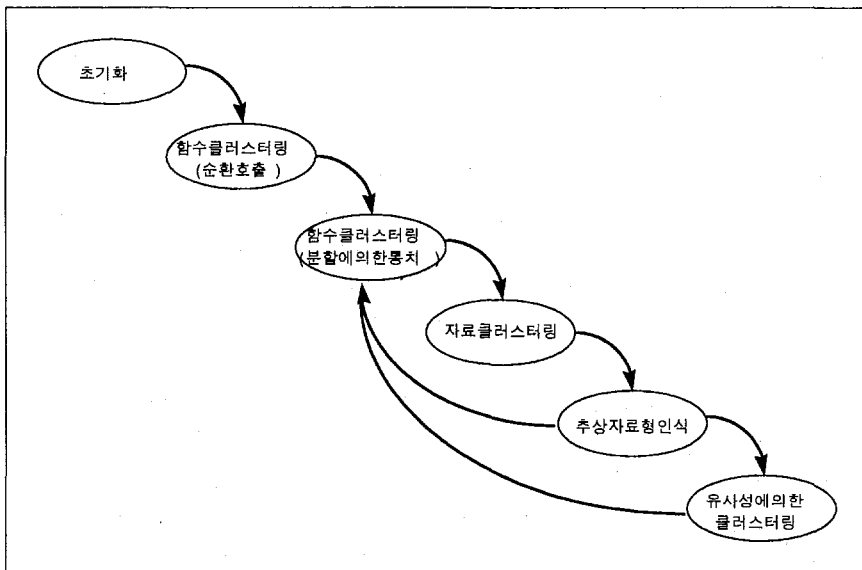 초기화
함수클러스터링
(순환호출 )
함수클러스터링
(분할에의한통치 )
자료클러스터링
추상자료형인식
유사성에의한
클러스터링